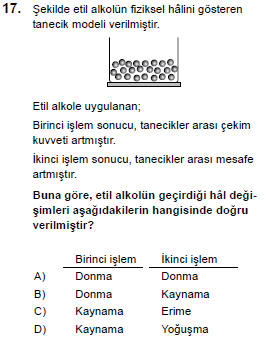 17. Şekilde etil alkolün fiziksel hâlini gösteren
tanecik modeli verilmiştir.
Etil alkole uygulanan;
Birinci işlem sonucu, tanecikler arası çekim
kuvveti artmıştır.
İkinci işlem sonucu, tanecikler arası mesafe
artmıştır.
Buna göre, etil alkolün geçirdiği hâl deği-
şimleri aşağıdakilerin hangisinde doğru
verilmiştir?
Birinci işlem İkinci işlem
A) Donma Donma
B) Donma Kaynama
C) Kaynama Erime
D) Kaynama Yoğuşma